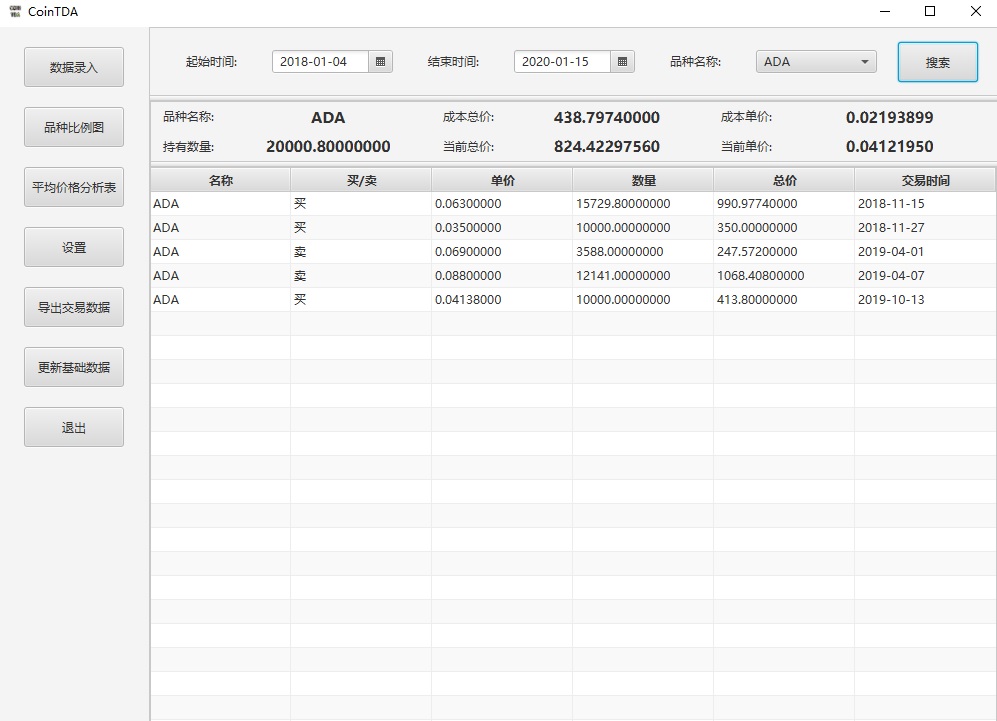 CoinTDA
数据录入
品种比例图
平均价格分析表
设置
导出交易数据
更新基础数据
退出
起始时间: 2018-01-04 结束时间: 2020-01-15 品种名称: ADA 搜索
品种名称: ADA 成本总价: 438.79740000 成本单价: 0.02193899
持有数量: 20000.80000000 当前总价: 824.42297560 当前单价: 0.04121950
名称 买/卖 单价 数量 总价 交易时间
ADA 买 0.06300000 15729.80000000 990.97740000 2018-11-15
ADA 买 0.03500000 10000.00000000 350.00000000 2018-11-27
ADA 卖 0.06900000 3588.00000000 247.57200000 2019-04-01
ADA 卖 0.08800000 12141.00000000 1068.40800000 2019-04-07
ADA 买 0.04138000 10000.00000000 413.80000000 2019-10-13